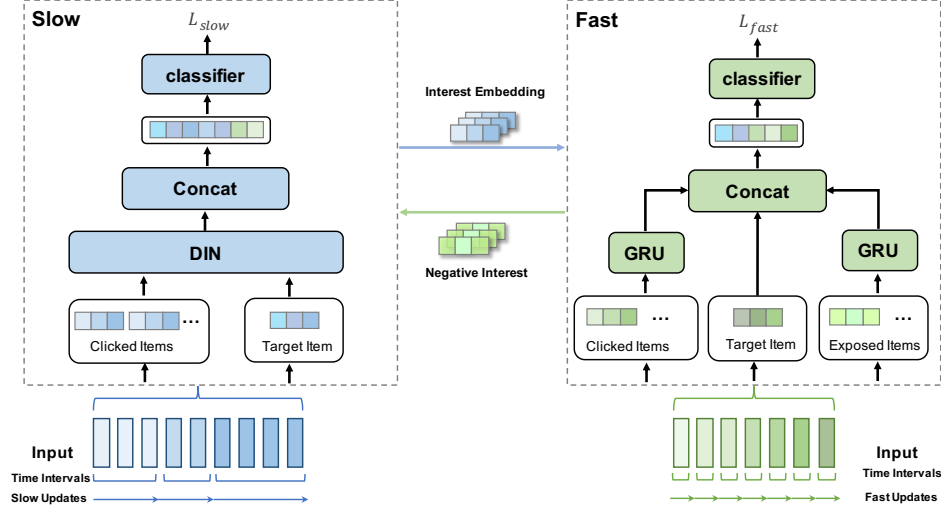 Slow
L_slow
classifier
Concat
DIN
Clicked Items
...
Target Item
Input
Time Intervals
Slow Updates
Interest Embedding
Negative Interest
Fast
L_fast
classifier
Concat
GRU
GRU
Clicked Items
...
Target Item
Exposed Items
...
Input
Time Intervals
Fast Updates